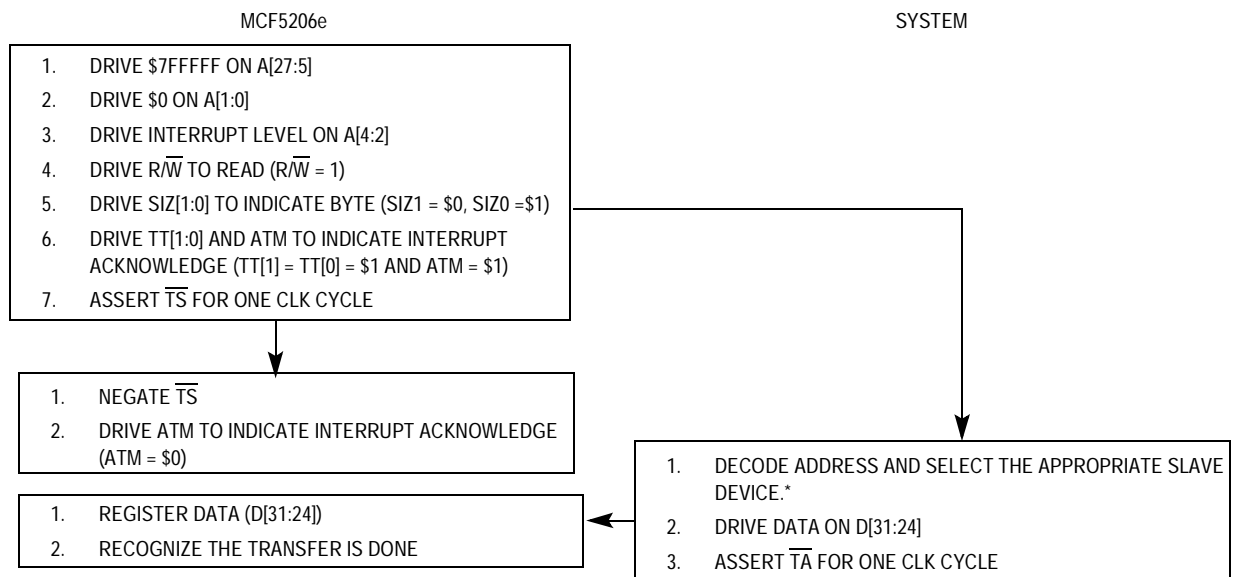 MCF5206e
SYSTEM
1. DRIVE $7FFFFF ON A[27:5]
2. DRIVE $0 ON A[1:0]
3. DRIVE INTERRUPT LEVEL ON A[4:2]
4. DRIVE R/W̅ TO READ (R/W̅ = 1)
5. DRIVE SIZ[1:0] TO INDICATE BYTE (SIZ1 = $0, SIZ0 =$1)
6. DRIVE TT[1:0] AND ATM TO INDICATE INTERRUPT
ACKNOWLEDGE (TT[1] = TT[0] = $1 AND ATM = $1)
7. ASSERT T̅S̅ FOR ONE CLK CYCLE
1. NEGATE T̅S̅
2. DRIVE ATM TO INDICATE INTERRUPT ACKNOWLEDGE
(ATM = $0)
1. DECODE ADDRESS AND SELECT THE APPROPRIATE SLAVE
DEVICE.*
2. DRIVE DATA ON D[31:24]
3. ASSERT T̅A̅ FOR ONE CLK CYCLE
1. REGISTER DATA (D[31:24])
2. RECOGNIZE THE TRANSFER IS DONE